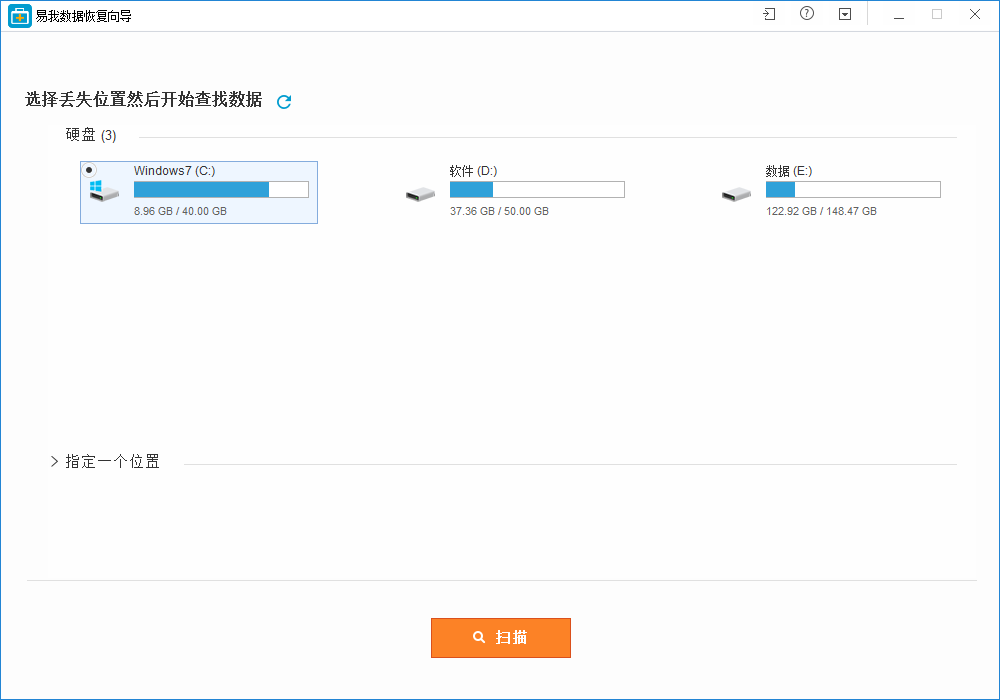 易我数据恢复向导
选择丢失位置然后开始查找数据
硬盘 (3)
Windows7 (C:)
8.96 GB / 40.00 GB
软件 (D:)
37.36 GB / 50.00 GB
数据 (E:)
122.92 GB / 148.47 GB
指定一个位置
扫描